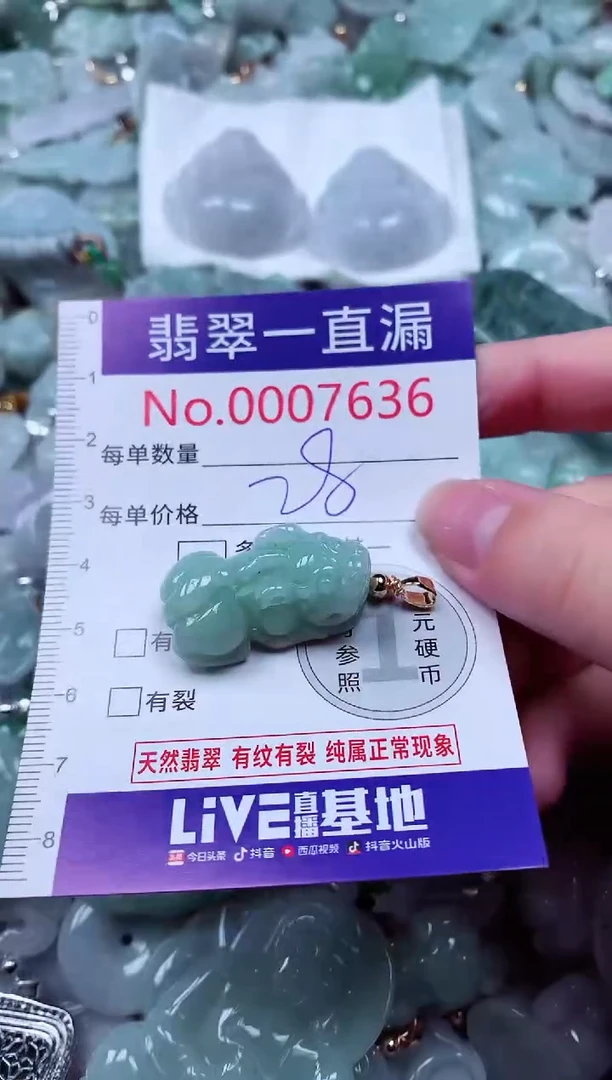 翡翠一直漏
No.0007636
0
1
2
3
4
5
6
7
8
每单数量
28
每单价格
有
参
照
1
元
硬
币
有裂
天然翡翠 有纹有裂 纯属正常现象
LiVE直播基地
今日头条 抖音 西瓜视频 抖音火山版